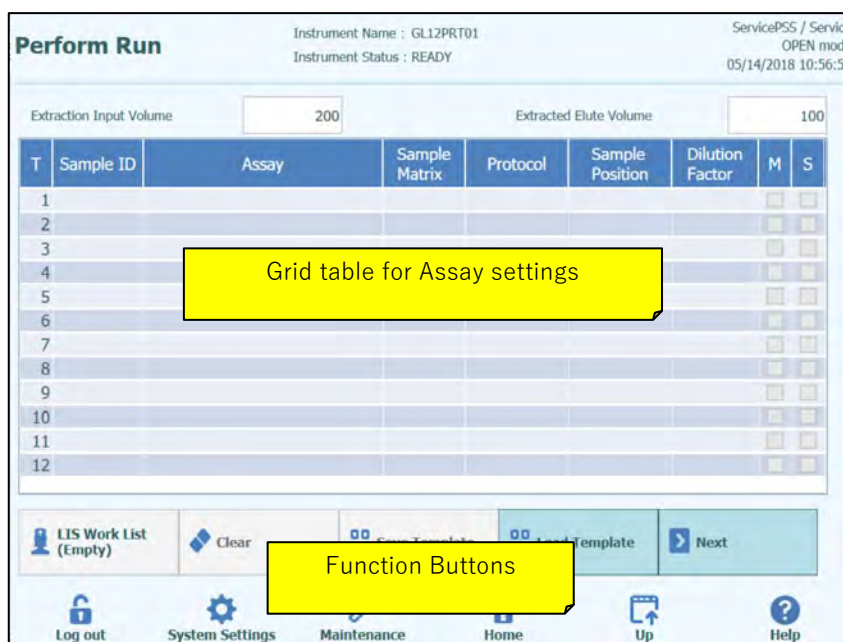 Perform Run
Instrument Name : GL12PRT01
Instrument Status : READY
ServicePSS / Servic
OPEN mod
05/14/2018 10:56:5
Extraction Input Volume 200 Extracted Elute Volume 100
T Sample ID Assay Sample Matrix Protocol Sample Position Dilution Factor M S
1
2
3
4
5
6
7
8
9
10
11
12
Grid table for Assay settings
LIS Work List (Empty) Clear Template Next
Function Buttons
Log out System Settings Maintenance Home Up Help